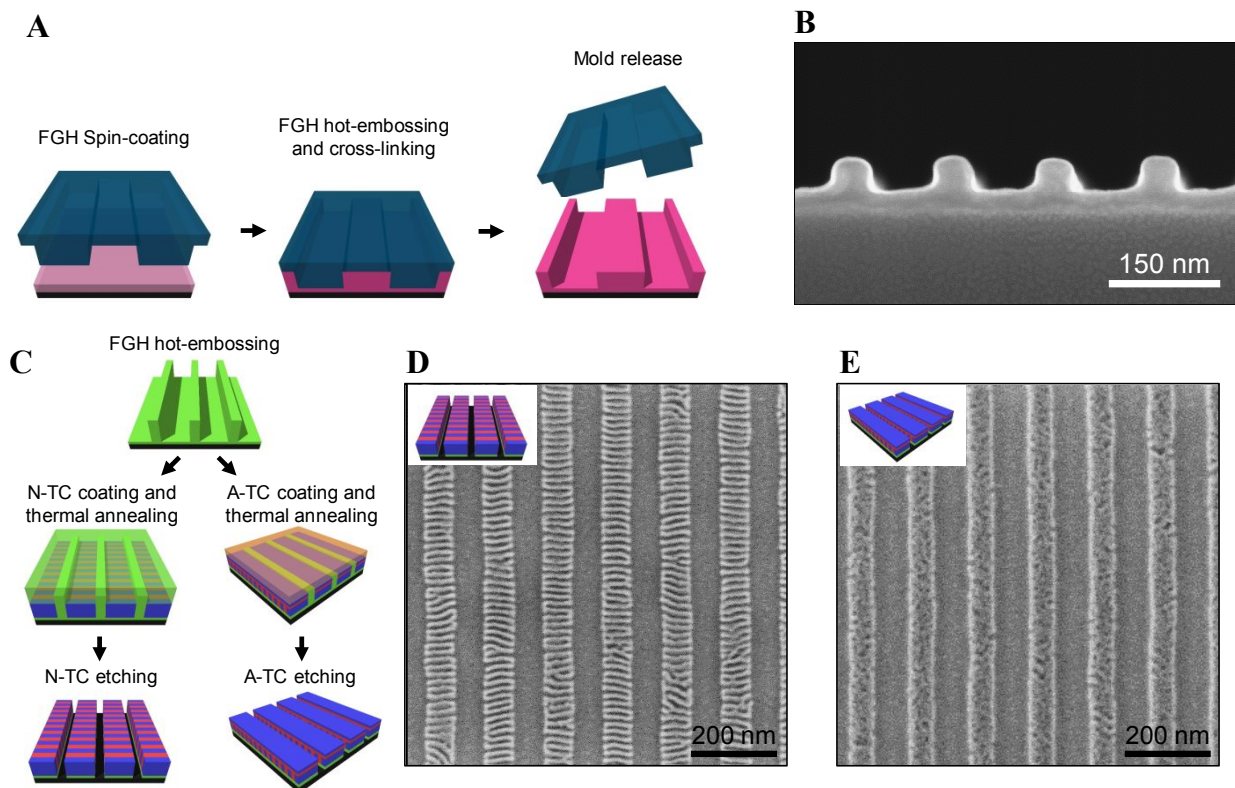 A
FGH Spin-coating
FGH hot-embossing
and cross-linking
Mold release
B
150 nm
C
FGH hot-embossing
N-TC coating and
thermal annealing
A-TC coating and
thermal annealing
N-TC etching
A-TC etching
D
200 nm
E
200 nm